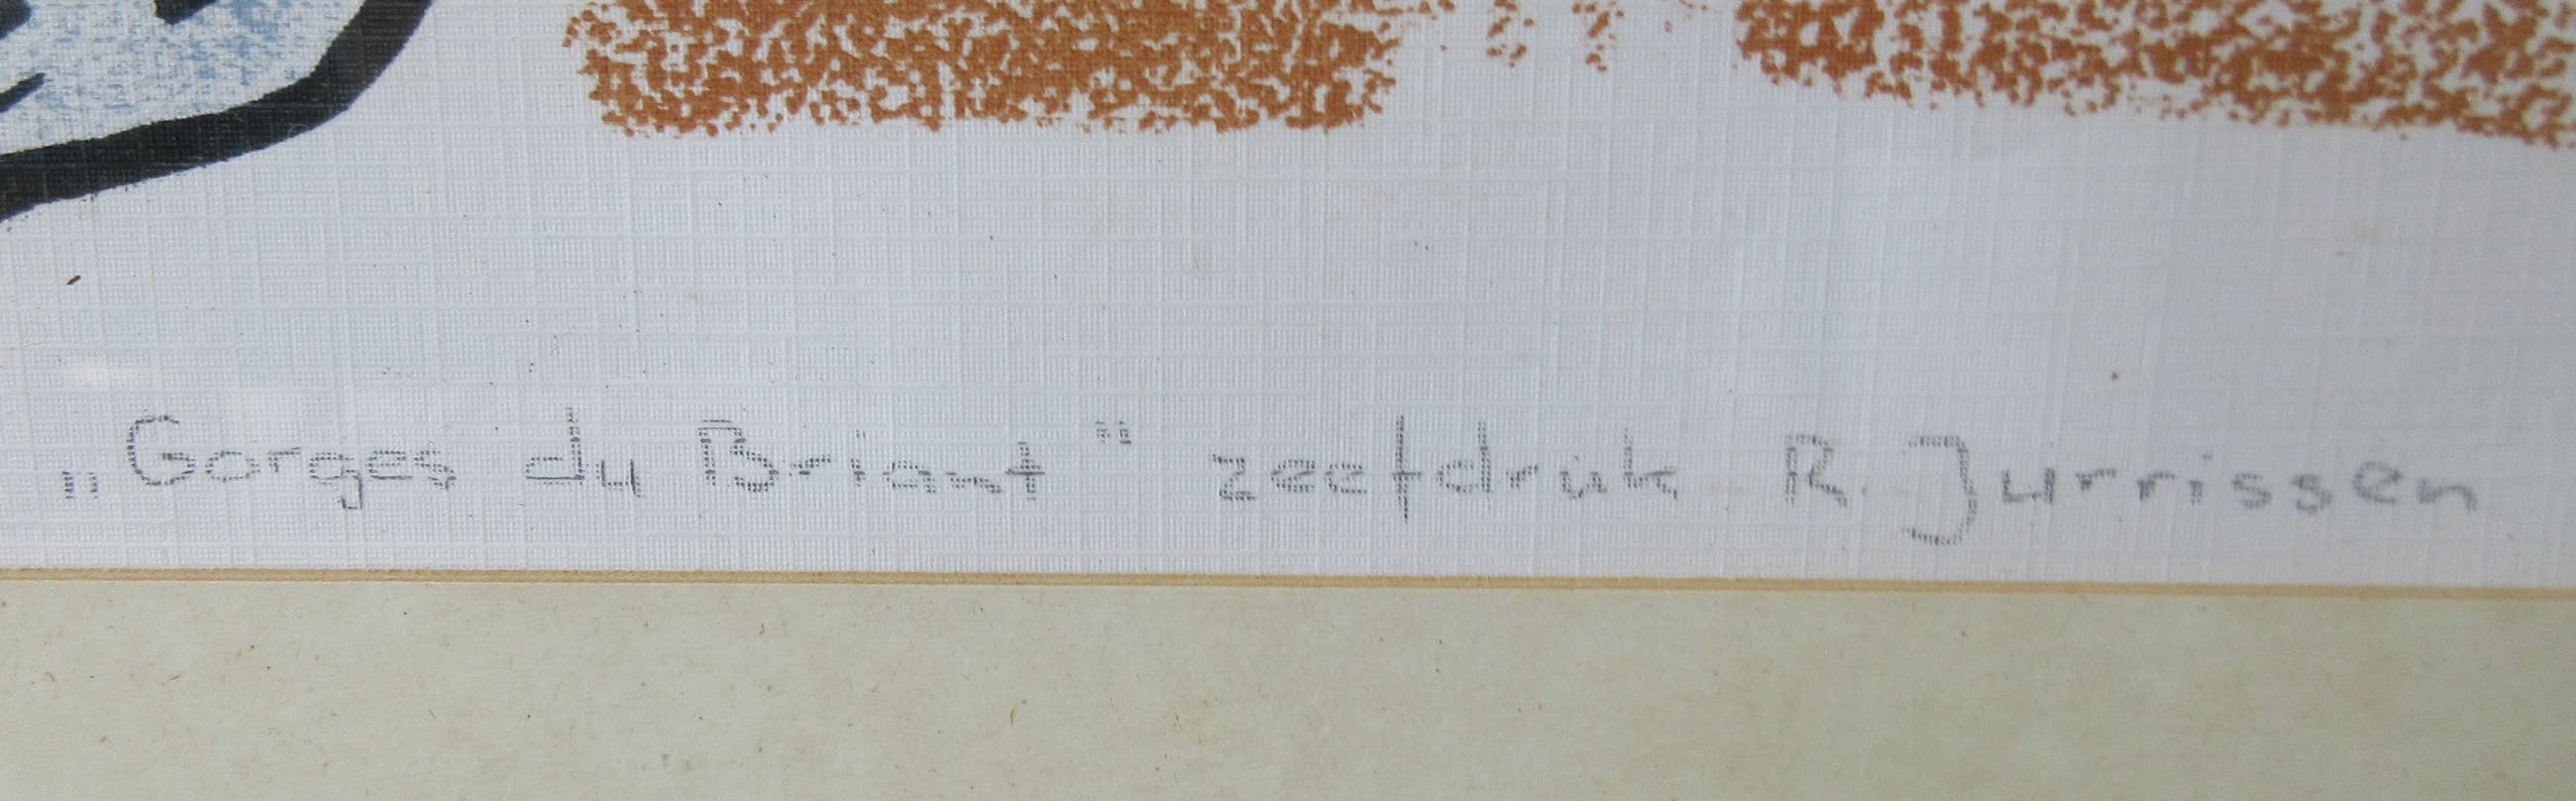 „Gorges du Briant" zeefdruk R. Jurrissen